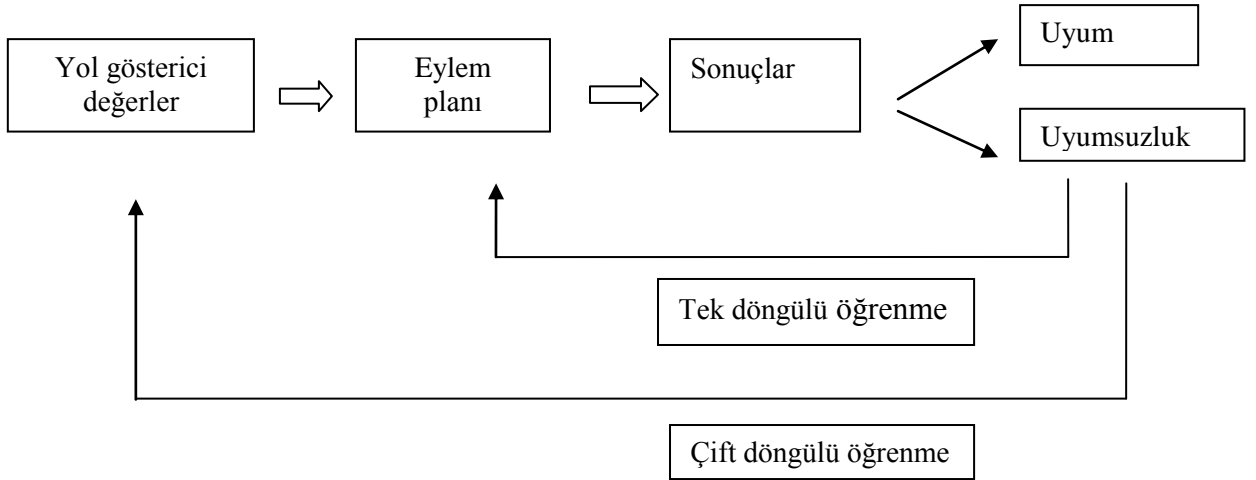 Yol gösterici
değerler
Eylem
planı
Sonuçlar
Uyum
Uyumsuzluk
Tek döngülü öğrenme
Çift döngülü öğrenme